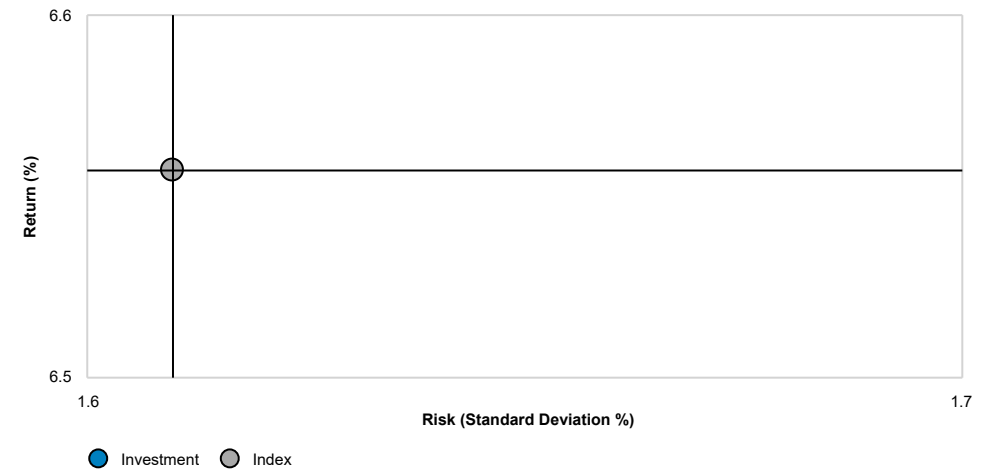 6.6
Return (%)
6.5
1.6
1.7
Risk (Standard Deviation %)
Investment
Index